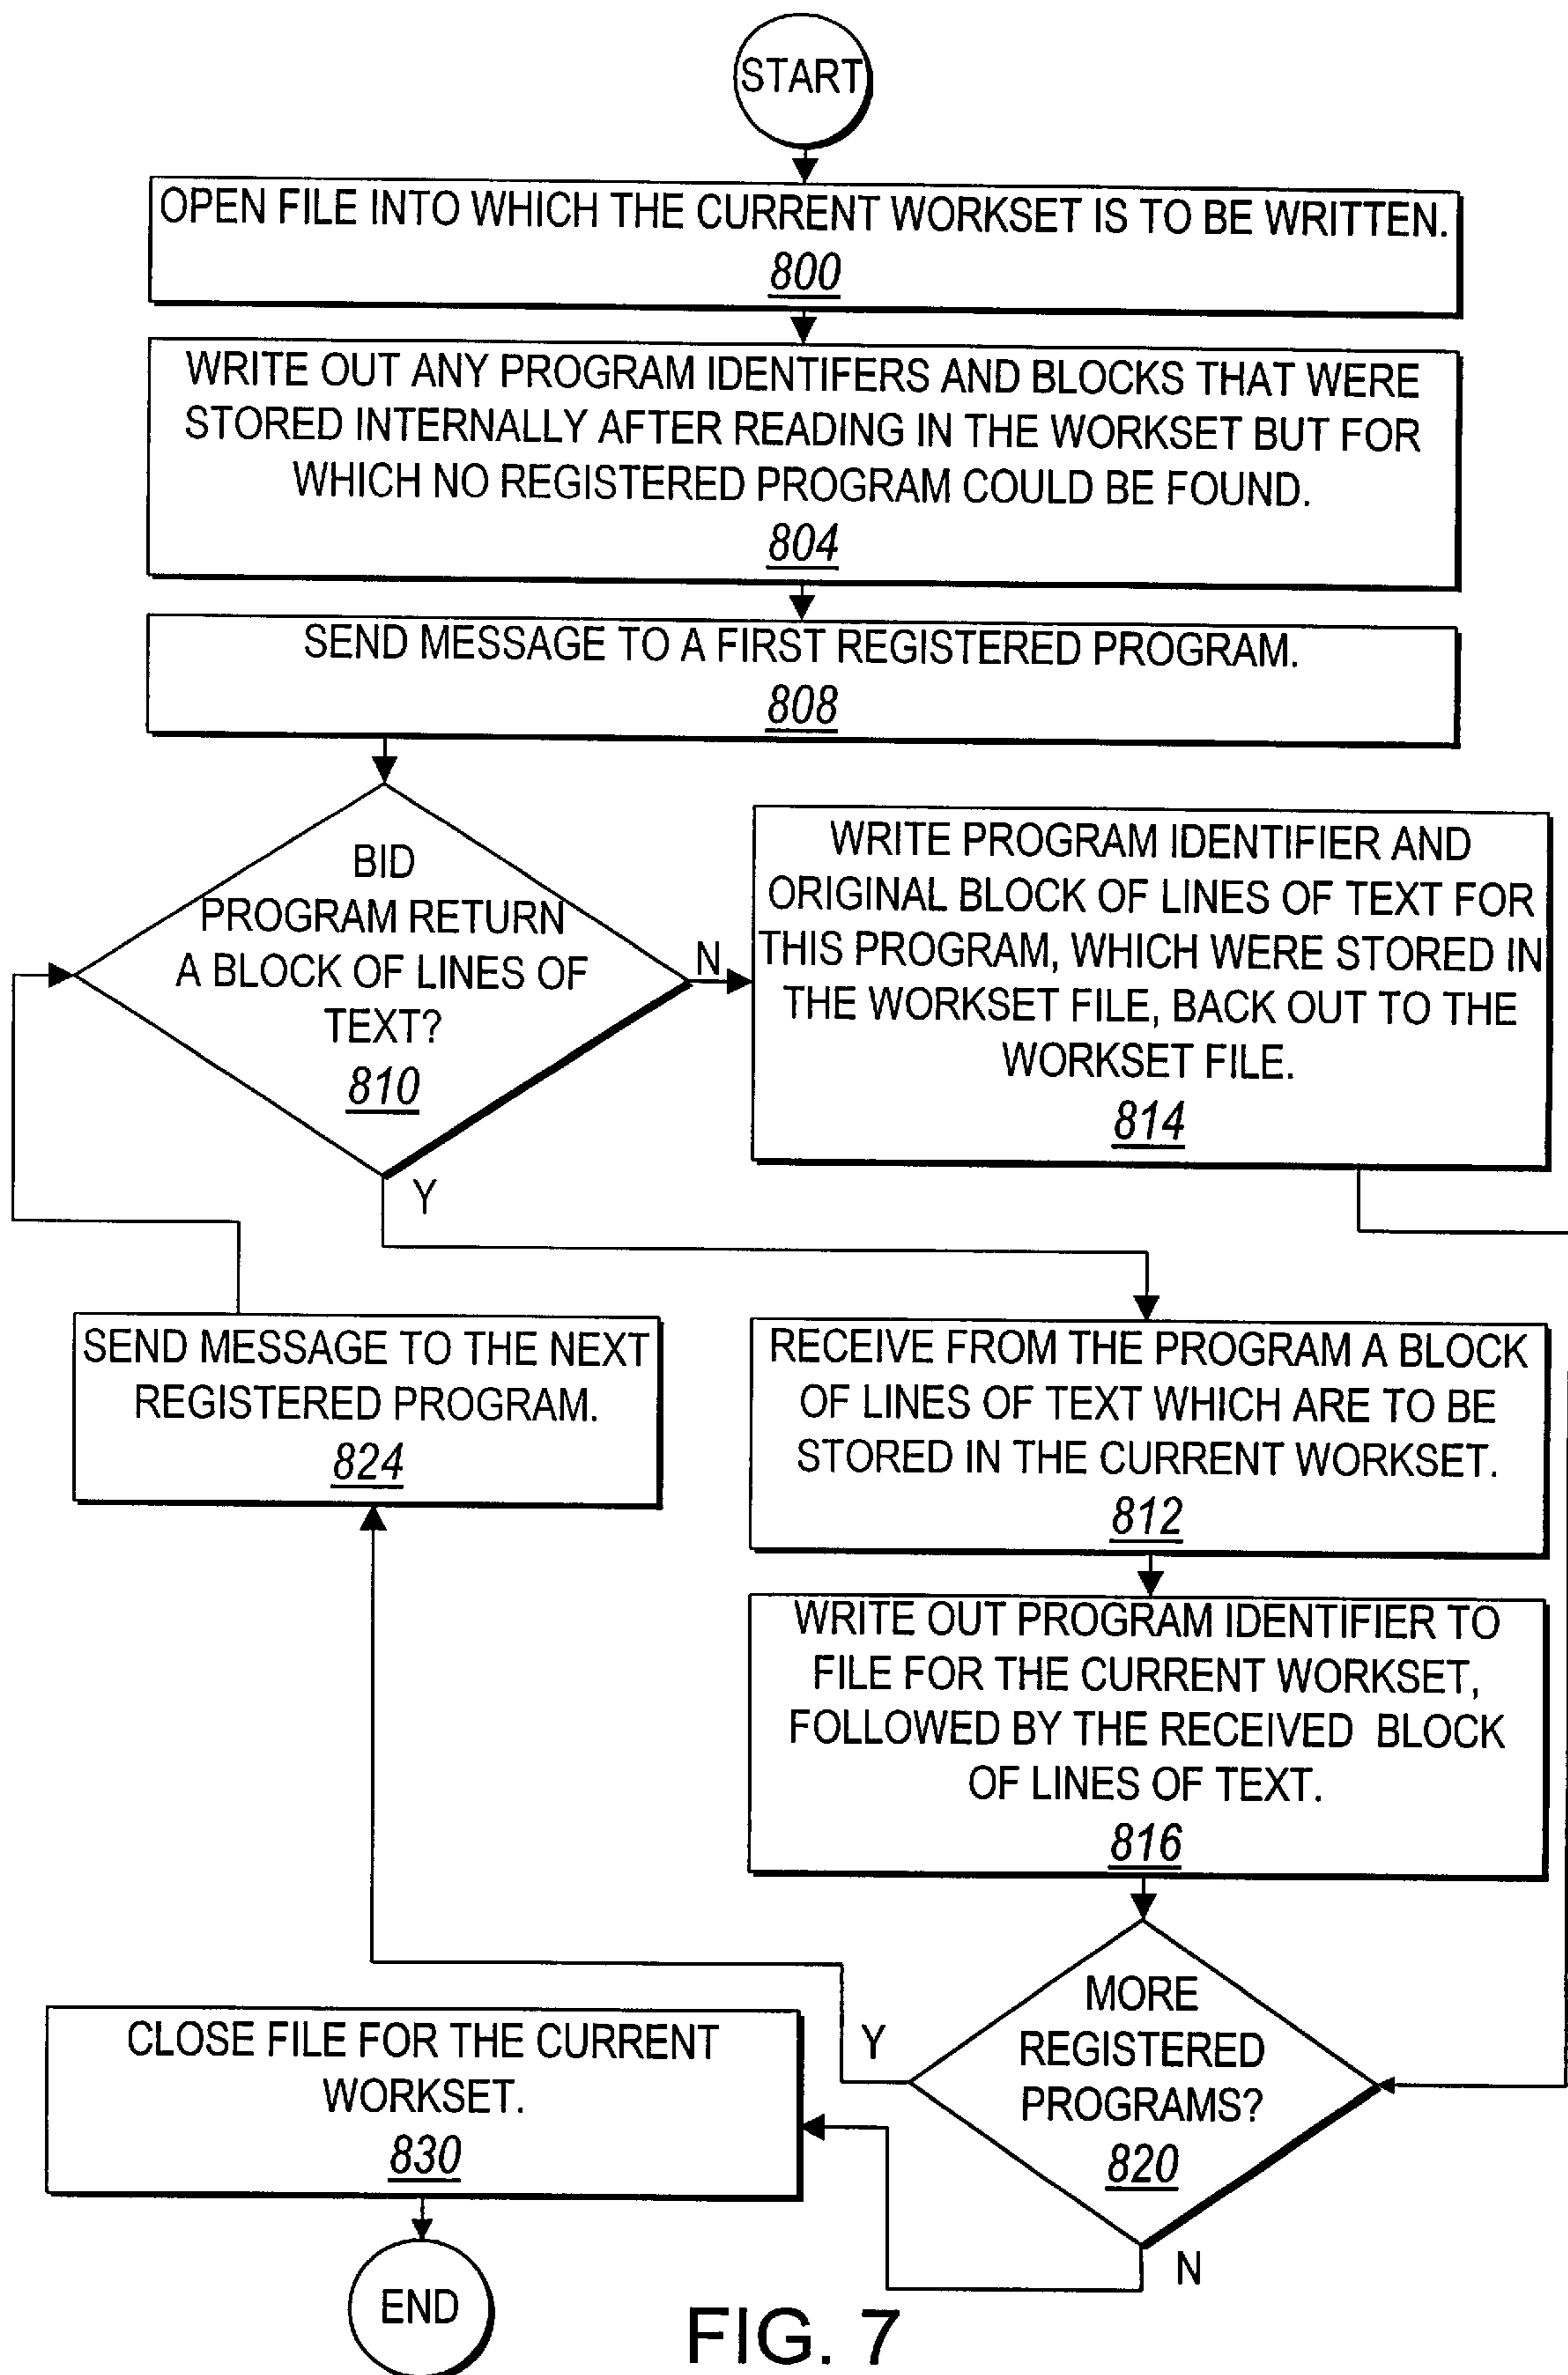 START
OPEN FILE INTO WHICH THE CURRENT WORKSET IS TO BE WRITTEN.
800
WRITE OUT ANY PROGRAM IDENTIFERS AND BLOCKS THAT WERE
STORED INTERNALLY AFTER READING IN THE WORKSET BUT FOR
WHICH NO REGISTERED PROGRAM COULD BE FOUND.
804
SEND MESSAGE TO A FIRST REGISTERED PROGRAM.
808
BID
PROGRAM RETURN
A BLOCK OF LINES OF
TEXT?
810
N
Y
WRITE PROGRAM IDENTIFIER AND
ORIGINAL BLOCK OF LINES OF TEXT FOR
THIS PROGRAM, WHICH WERE STORED IN
THE WORKSET FILE, BACK OUT TO THE
WORKSET FILE.
814
SEND MESSAGE TO THE NEXT
REGISTERED PROGRAM.
824
RECEIVE FROM THE PROGRAM A BLOCK
OF LINES OF TEXT WHICH ARE TO BE
STORED IN THE CURRENT WORKSET.
812
WRITE OUT PROGRAM IDENTIFIER TO
FILE FOR THE CURRENT WORKSET,
FOLLOWED BY THE RECEIVED BLOCK
OF LINES OF TEXT.
816
MORE
REGISTERED
PROGRAMS?
820
Y
N
CLOSE FILE FOR THE CURRENT
WORKSET.
830
END
FIG. 7